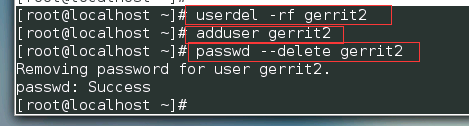 [root@localhost ~]# userdel -rf gerrit2
[root@localhost ~]# adduser gerrit2
[root@localhost ~]# passwd --delete gerrit2
Removing password for user gerrit2.
passwd: Success
[root@localhost ~]#